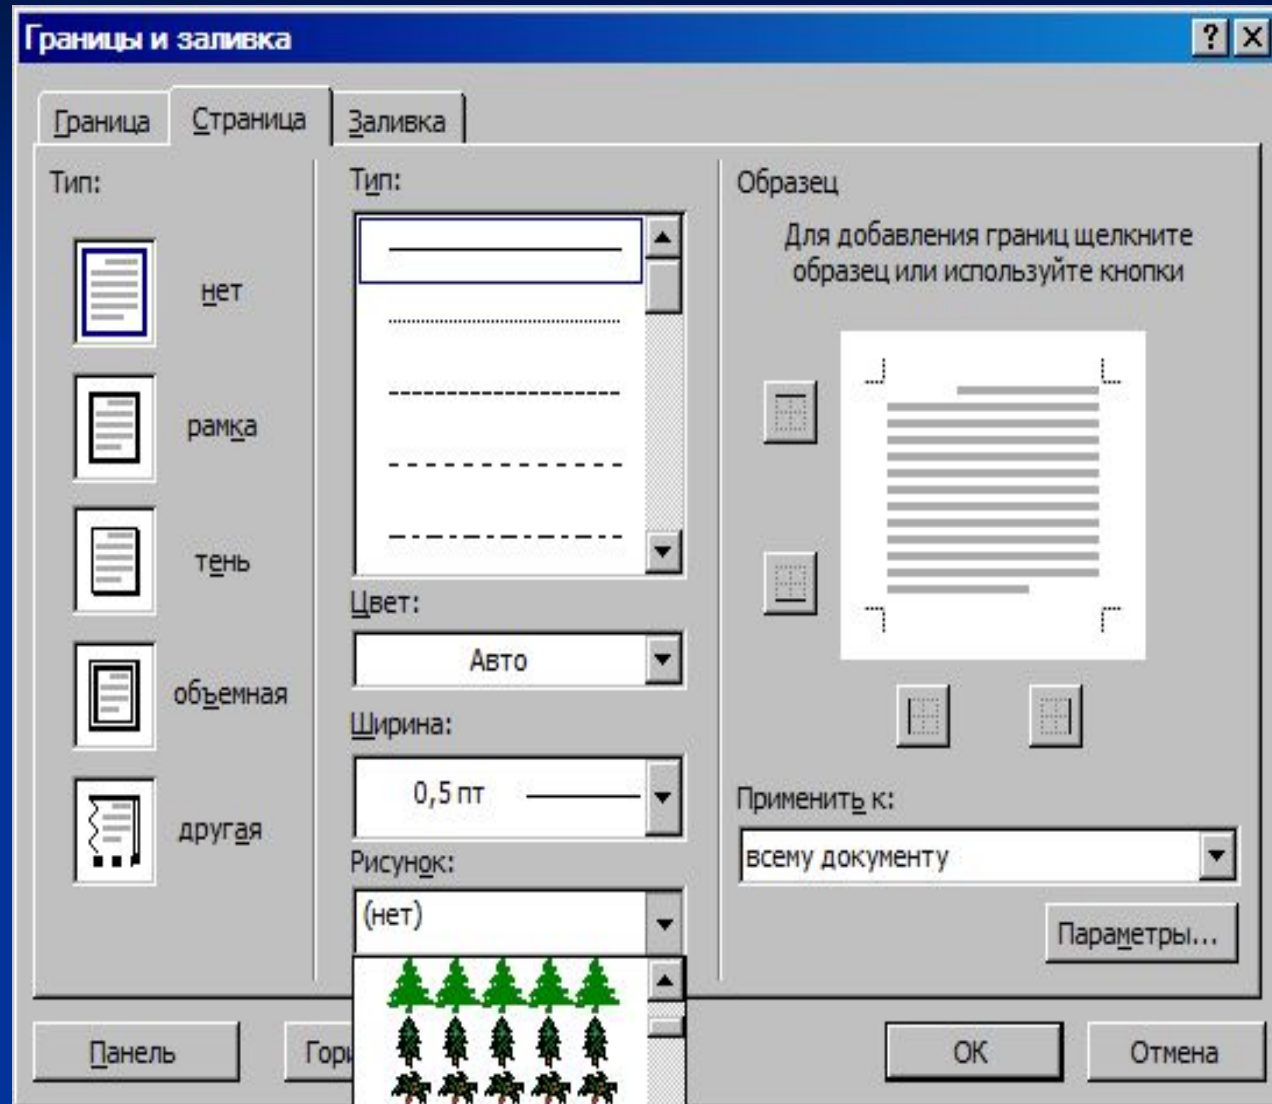 Границы и заливка
Граница Страница Заливка
Тип:
нет
рамка
тень
объемная
другая
Тип:
Цвет:
Авто
Ширина:
0,5 пт
Рисунок:
(нет)
Образец
Для добавления границ щелкните
образец или используйте кнопки
Применить к:
всему документу
Параметры...
Панель
ОК
Отмена